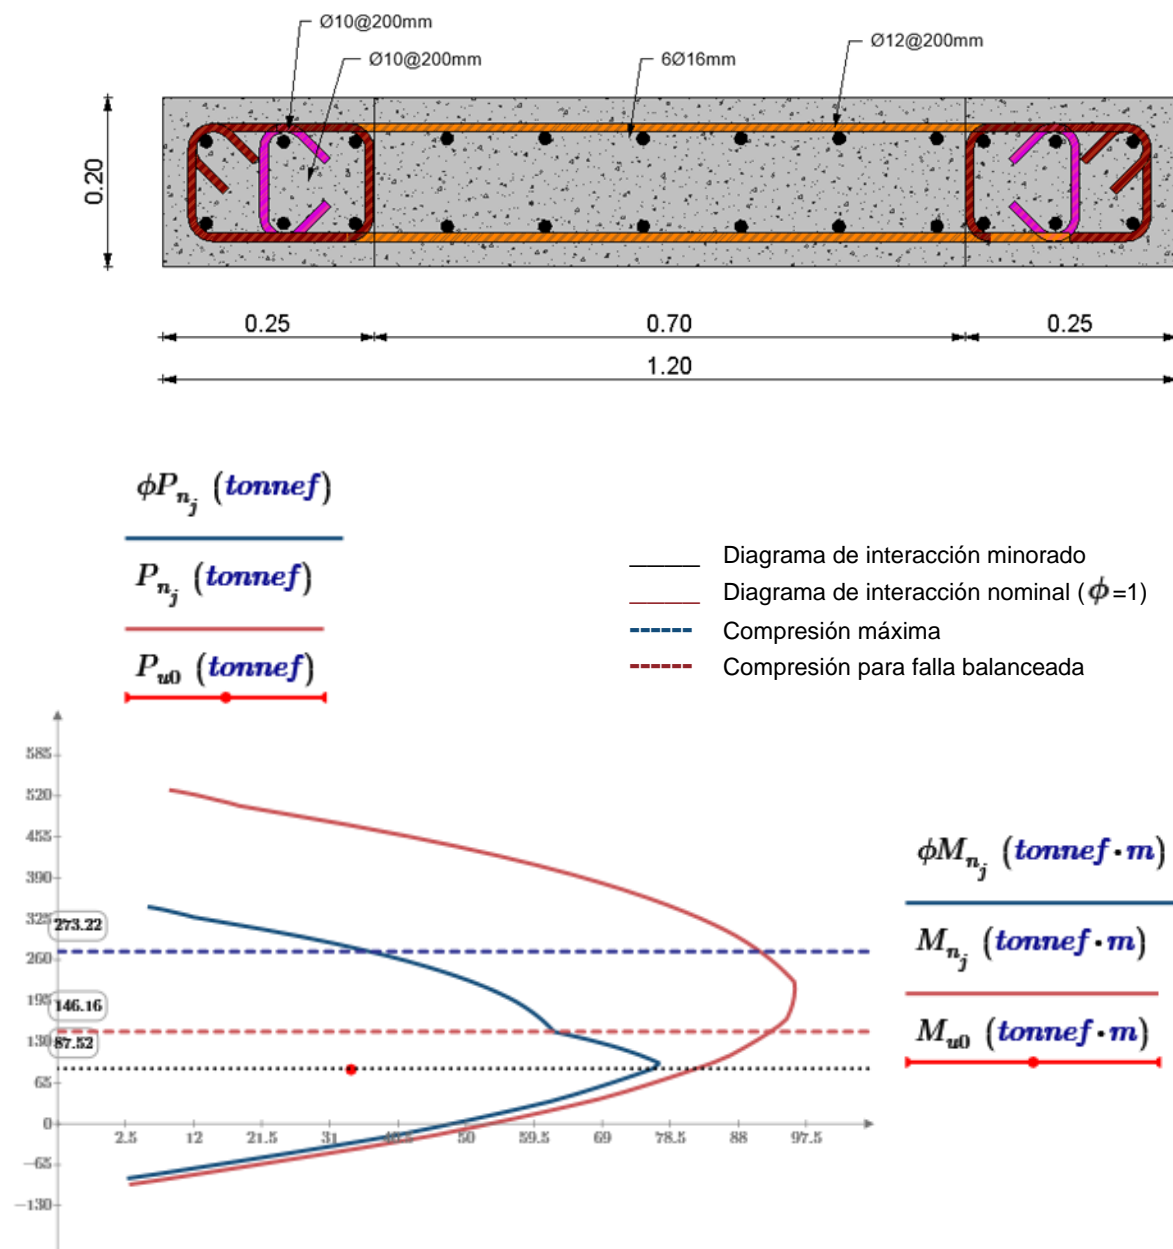 Ø10@200mm
Ø10@200mm
6Ø16mm
Ø12@200mm
0.20
0.25
0.70
0.25
1.20
ϕPnj (tonnef)
Pnj (tonnef)
Pu0 (tonnef)
Diagrama de interacción minorado
Diagrama de interacción nominal (ϕ=1)
Compresión máxima
Compresión para falla balanceada
585
520
455
390
325
273.22
260
195
146.16
130
87.52
65
0
-65
-130
2.5 12 21.5 31 50 59.5 69 78.5 88 97.5
ϕMnj (tonnef·m)
Mnj (tonnef·m)
Mu0 (tonnef·m)